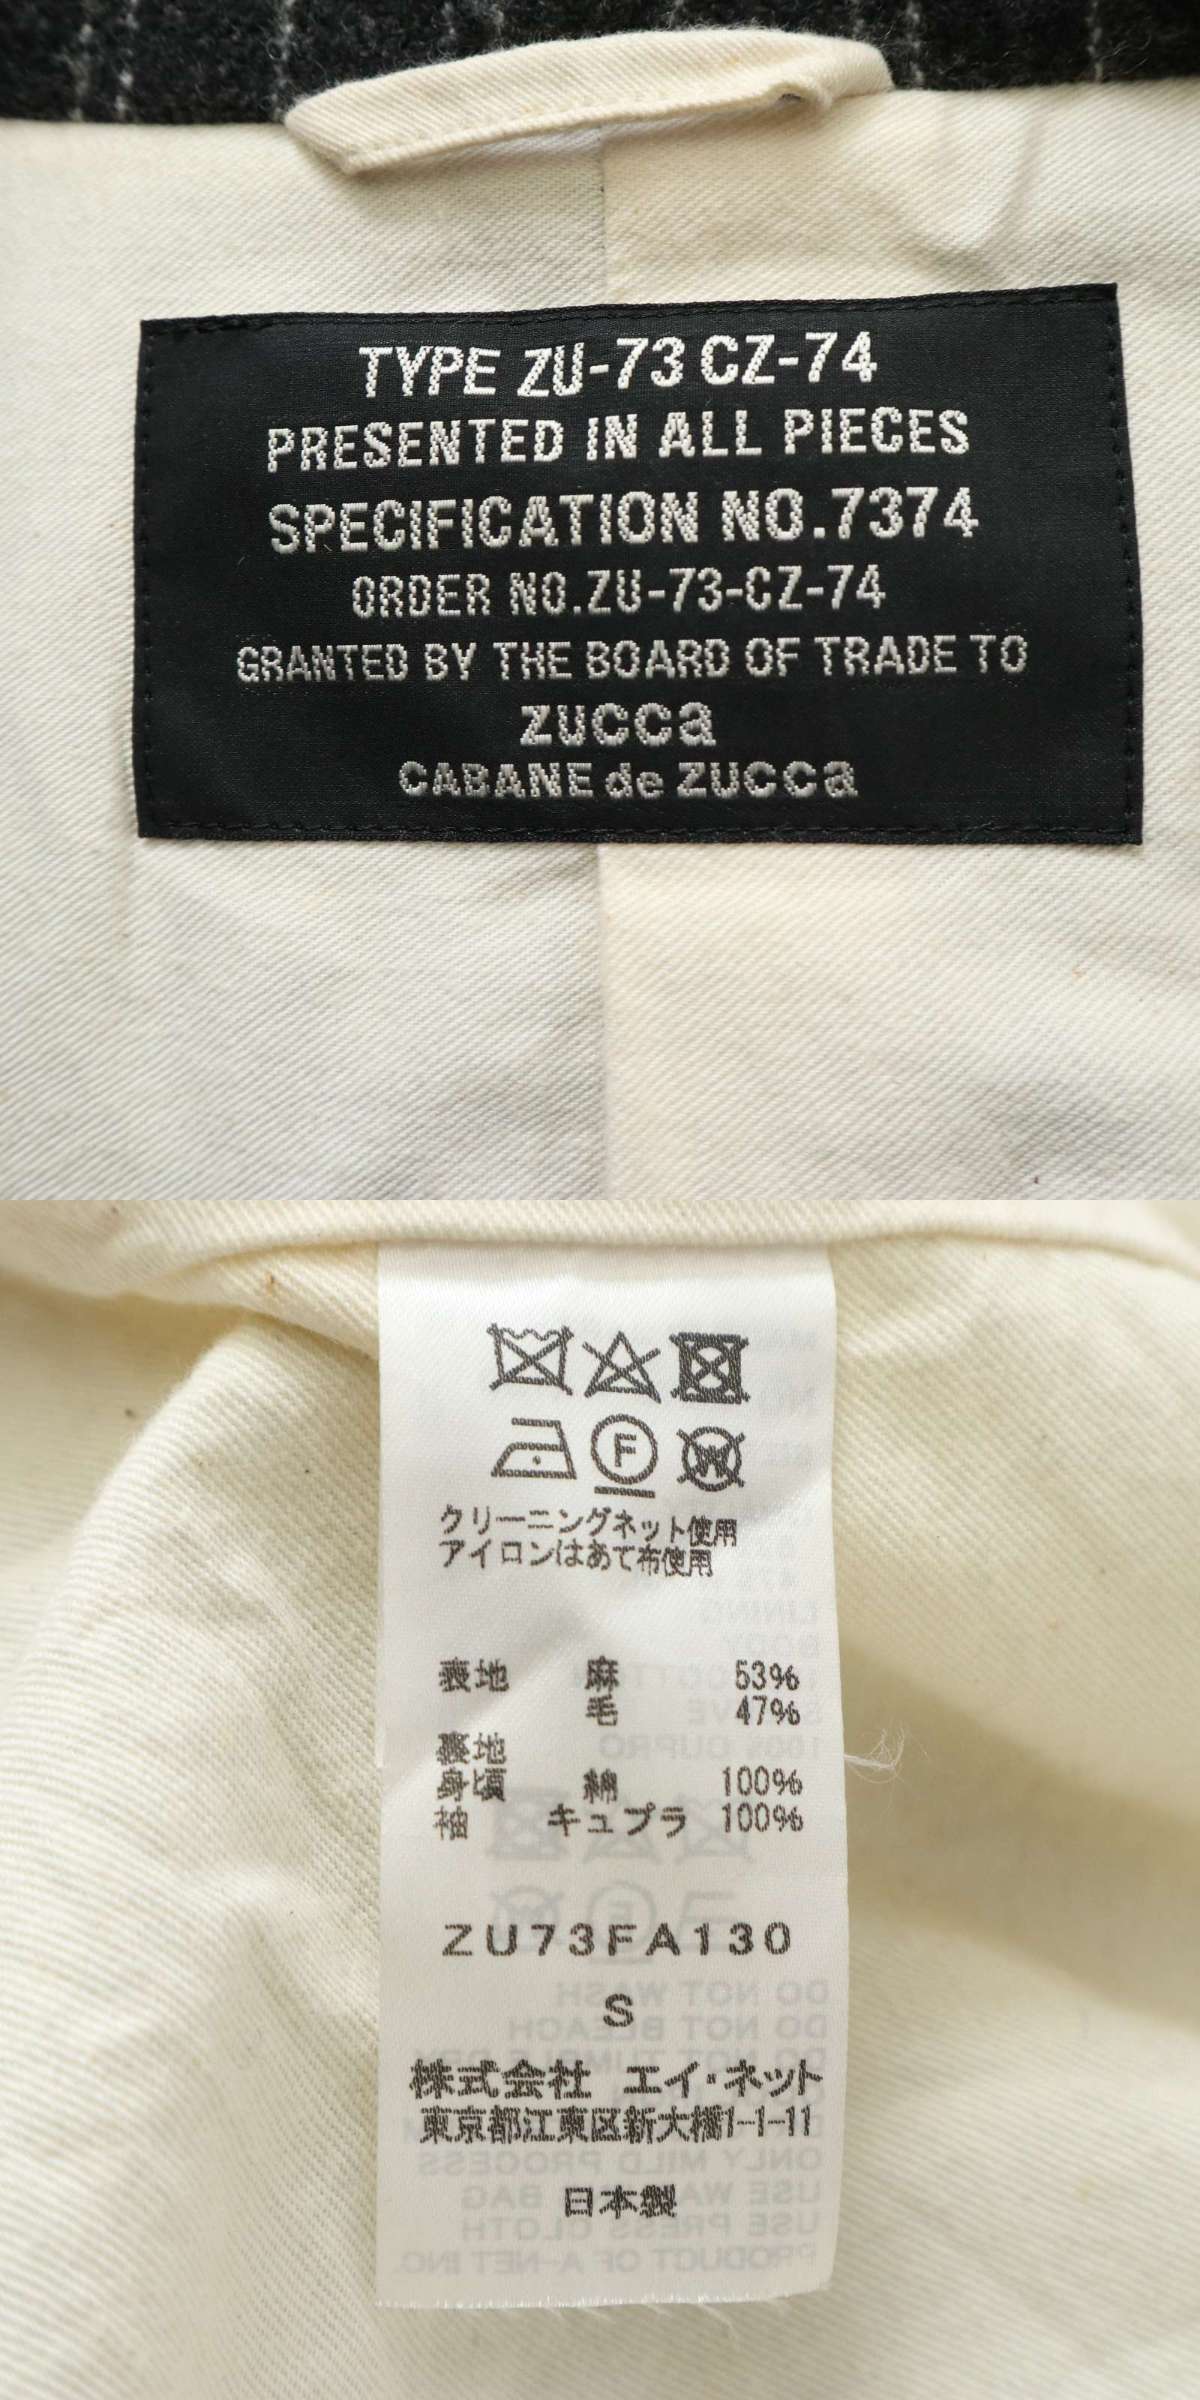 TYPE ZU-73 CZ-74
PRESENTED IN ALL PIECES
SPECIFICATION NO.7374
ORDER NO.ZU-73-CZ-74
GRANTED BY THE BOARD OF TRADE TO
zucca
CABANE de zucca
F W
クリーニングネット使用
アイロンはあて布使用
表地 麻 53%
毛 47%
裏地
身頃 綿 100%
袖 キュプラ 100%
ZU73FA130
S
株式会社 エイ・ネット
東京都江東区新大橋1-1-11
日本製